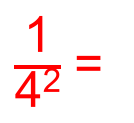 1/4² =